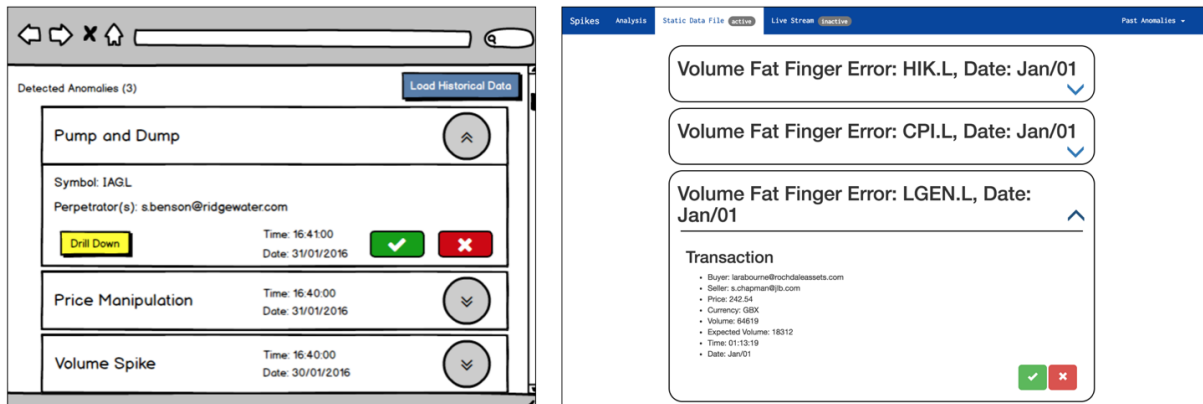 Detected Anomalies (3)
Load Historical Data
Pump and Dump
Symbol: IAG.L
Perpetrator(s): s.benson@ridgewater.com
Drill Down
Time: 16:41:00
Date: 31/01/2016
Price Manipulation
Time: 16:40:00
Date: 31/01/2016
Volume Spike
Time: 16:40:00
Date: 30/01/2016
Spikes Analysis Static Data File active Live Stream inactive Past Anomalies
Volume Fat Finger Error: HIK.L, Date: Jan/01
Volume Fat Finger Error: CPI.L, Date: Jan/01
Volume Fat Finger Error: LGEN.L, Date:
Jan/01
Transaction
• Buyer: larabourne@rochdaleassets.com
• Seller: s.chapman@jlb.com
• Price: 242.54
• Currency: GBX
• Volume: 64619
• Expected Volume: 18312
• Time: 01:13:19
• Date: Jan/01